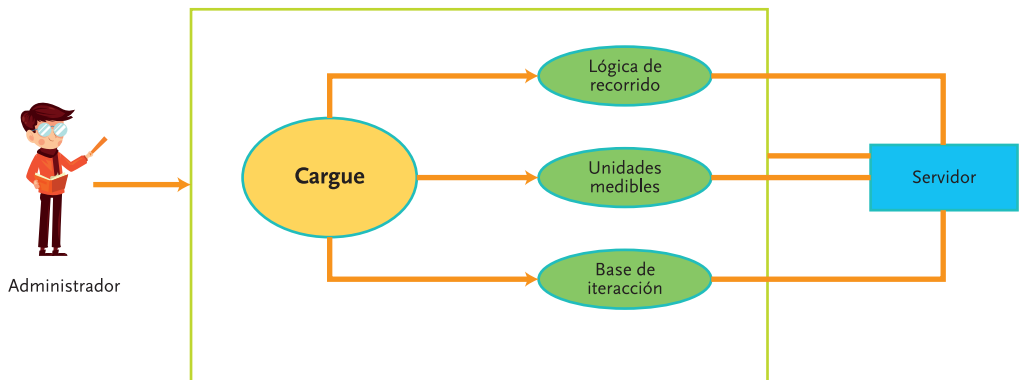 Lógica de
recorrido
Cargue
Unidades
medibles
Servidor
Base de
iteracción
Administrador